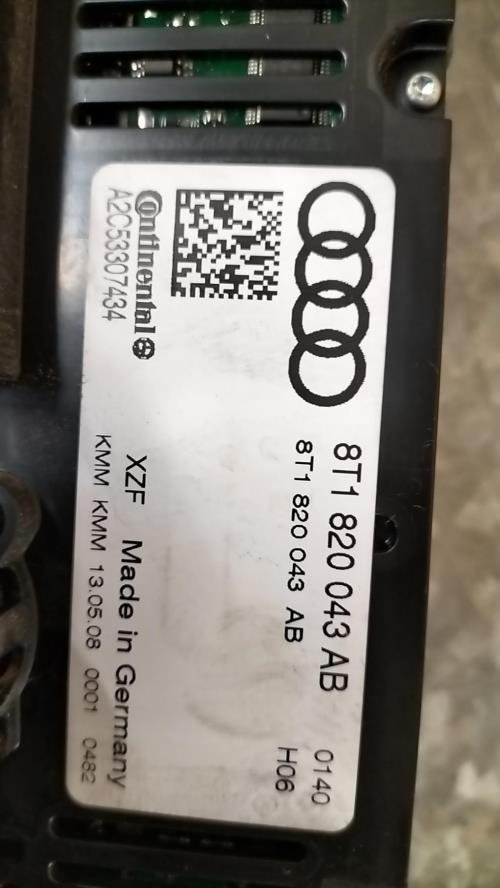 8T1 820 043 AB 0140
8T1 820 043 AB H06
Continental
A2C53307434
XZF Made in Germany
KMM KMM 13.05.08 0001 0482